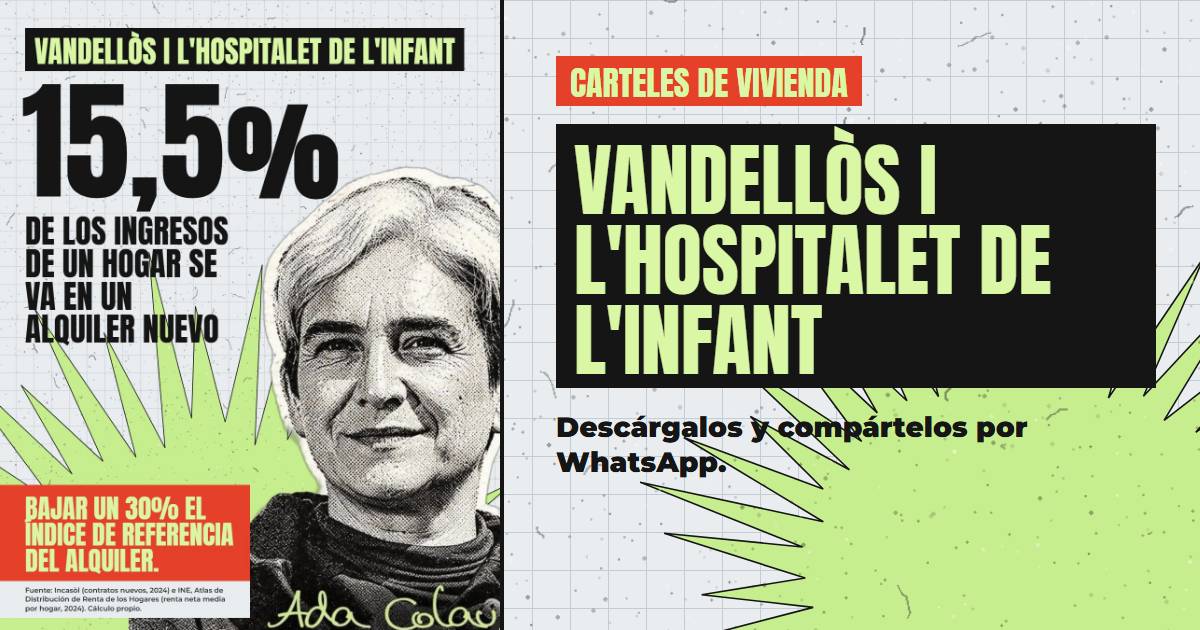 VANDELLÒS I L'HOSPITALET DE L'INFANT
15,5%
DE LOS INGRESOS
DE UN HOGAR SE
VA EN UN
ALQUILER NUEVO
BAJAR UN 30% EL
ÍNDICE DE REFERENCIA
DEL ALQUILER.
Fuente: Incasòl (contratos nuevos, 2024) e INE, Atlas de
Distribución de Renta de los Hogares (renta neta media
por hogar, 2024). Cálculo propio.
Ada Colau
CARTELES DE VIVIENDA
VANDELLÒS I
L'HOSPITALET DE
L'INFANT
Descárgalos y compártelos por
WhatsApp.